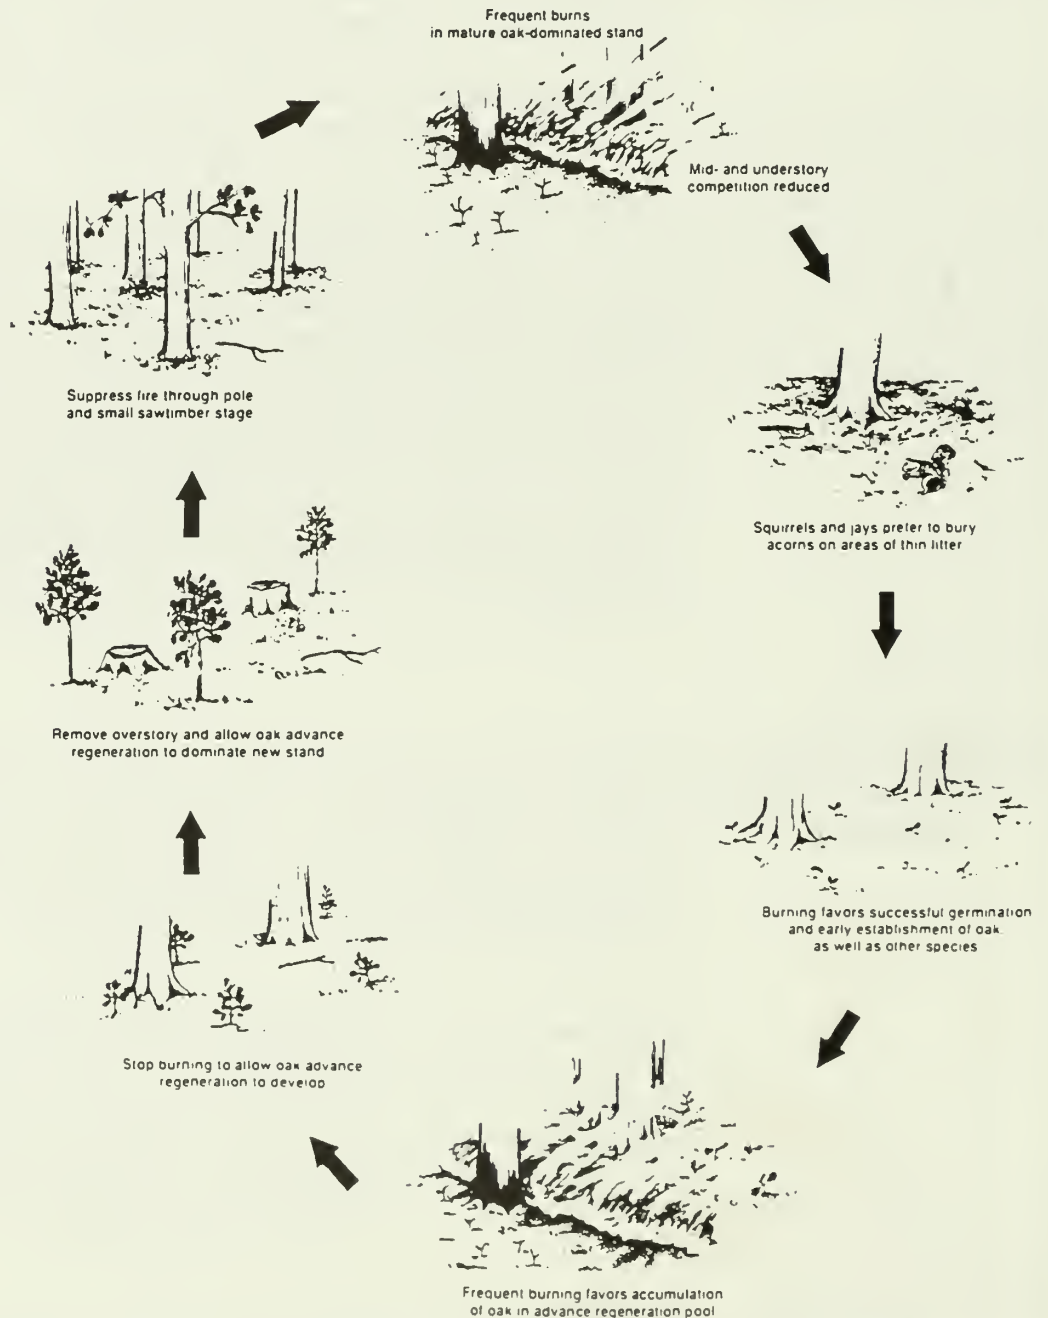 Frequent burns
in mature oak-dominated stand
Mid- and understory
competition reduced
Squirrels and jays prefer to bury
acorns on areas of thin litter
Burning favors successful germination
and early establishment of oak
as well as other species
Frequent burning favors accumulation
of oak in advance regeneration pool
Stop burning to allow oak advance
regeneration to develop
Remove overstory and allow oak advance
regeneration to dominate new stand
Suppress fire through pole
and small sawtimber stage